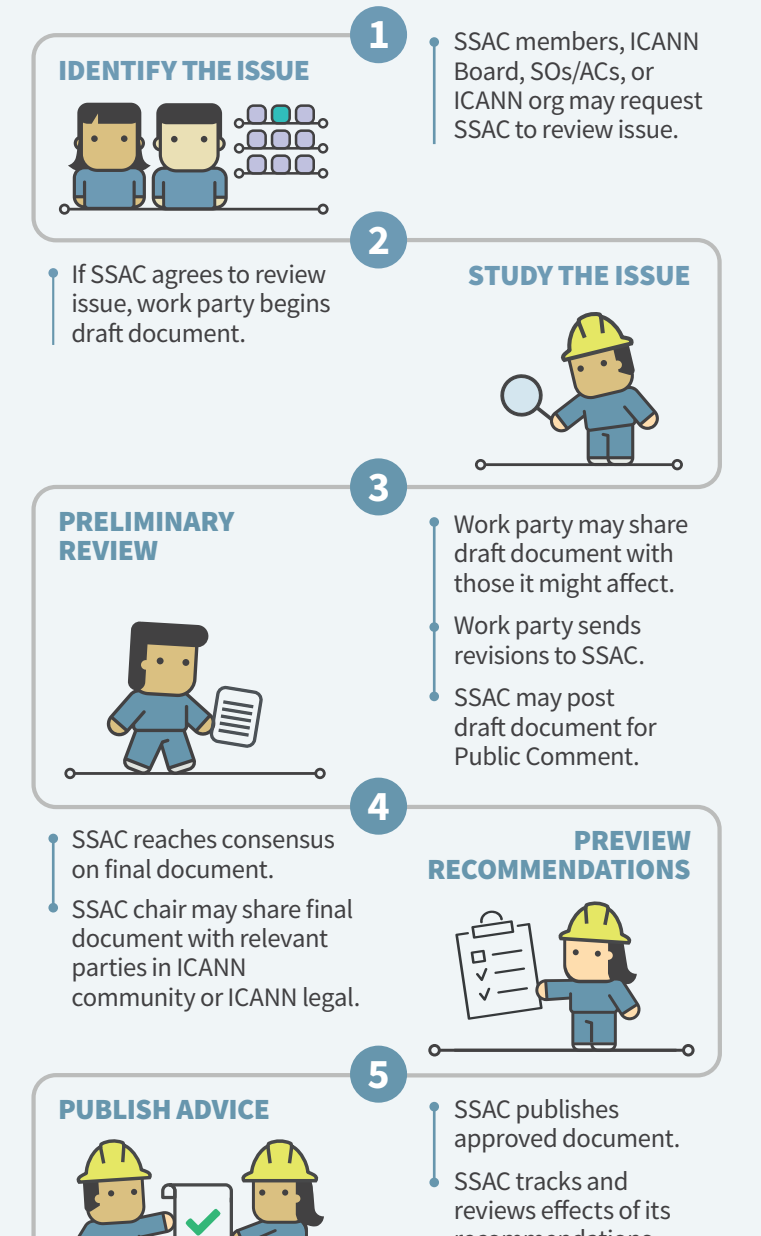 1
IDENTIFY THE ISSUE
SSAC members, ICANN
Board, SOs/ACs, or
ICANN org may request
SSAC to review issue.
2
STUDY THE ISSUE
If SSAC agrees to review
issue, work party begins
draft document.
3
PRELIMINARY
REVIEW
Work party may share
draft document with
those it might affect.
Work party sends
revisions to SSAC.
SSAC may post
draft document for
Public Comment.
4
PREVIEW
RECOMMENDATIONS
SSAC reaches consensus
on final document.
SSAC chair may share final
document with relevant
parties in ICANN
community or ICANN legal.
5
PUBLISH ADVICE
SSAC publishes
approved document.
SSAC tracks and
reviews effects of its